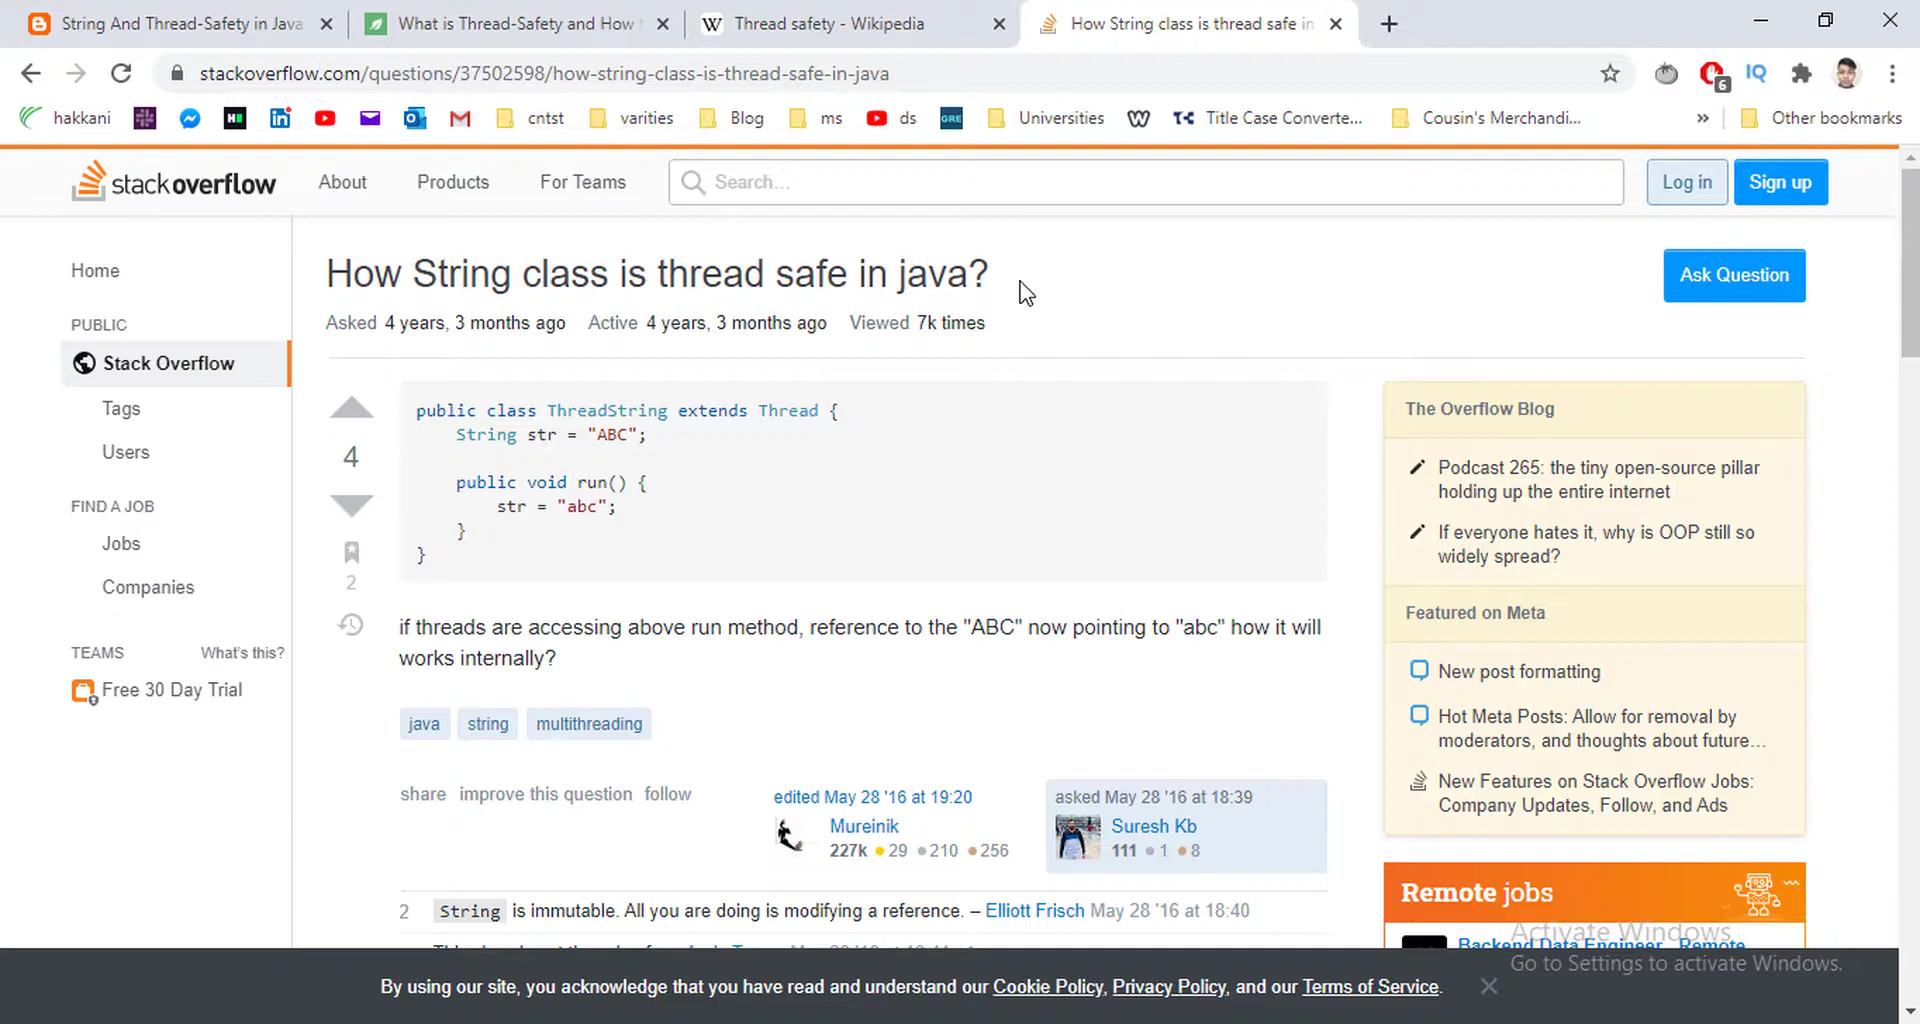 String And Thread-Safety in Java
What is Thread-Safety and How
Thread safety - Wikipedia
How String class is thread safe in
stackoverflow.com/questions/37502598/how-string-class-is-thread-safe-in-java
6
IQ
hakkani
cntst
varities
Blog
ms
ds
GRE
Universities
Title Case Converte...
Cousin's Merchandi...
Other bookmarks
stackoverflow
About
Products
For Teams
Search...
Log in
Sign up
Home
PUBLIC
Stack Overflow
Tags
Users
FIND A JOB
Jobs
Companies
TEAMS
What's this?
Free 30 Day Trial
How String class is thread safe in java?
Ask Question
Asked 4 years, 3 months ago Active 4 years, 3 months ago Viewed 7k times
4
2
public class ThreadString extends Thread {
String str = "ABC";
public void run() {
str = "abc";
}
}
if threads are accessing above run method, reference to the "ABC" now pointing to "abc" how it will
works internally?
java string multithreading
share improve this question follow
edited May 28 '16 at 19:20
Mureinik
227k 29 210 256
asked May 28 '16 at 18:39
Suresh Kb
111 1 8
2 String is immutable. All you are doing is modifying a reference. – Elliott Frisch May 28 '16 at 18:40
The Overflow Blog
Podcast 265: the tiny open-source pillar
holding up the entire internet
If everyone hates it, why is OOP still so
widely spread?
Featured on Meta
New post formatting
Hot Meta Posts: Allow for removal by
moderators, and thoughts about future...
New Features on Stack Overflow Jobs:
Company Updates, Follow, and Ads
Remote jobs
Backend Data Engineer - Remote
Activate Windows
Go to Settings to activate Windows.
By using our site, you acknowledge that you have read and understand our Cookie Policy, Privacy Policy, and our Terms of Service.